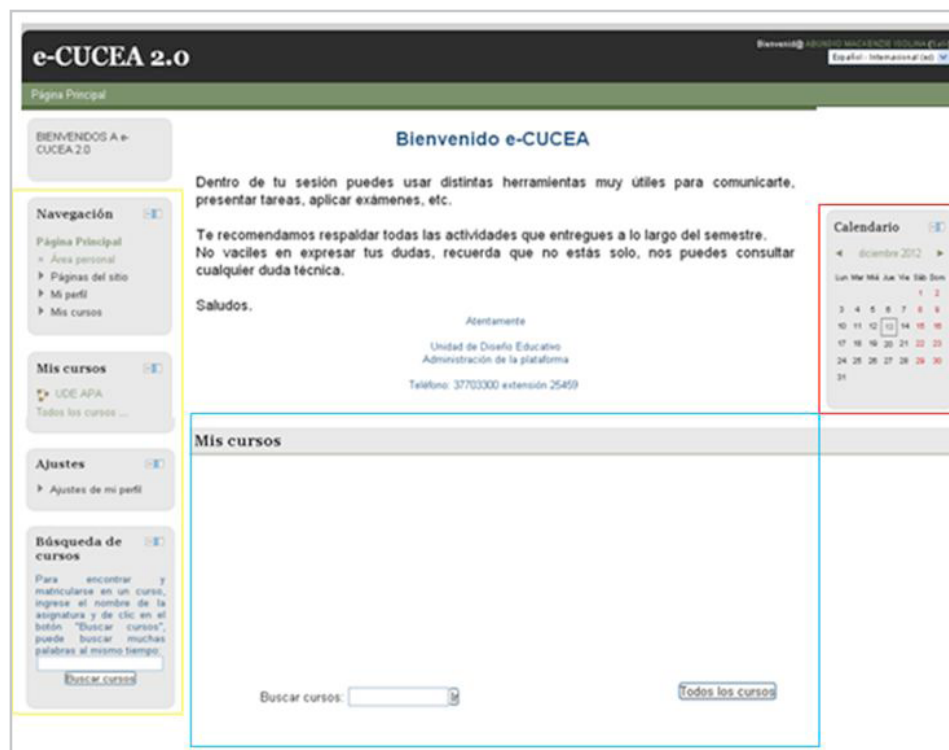 e-CUCEA 2.0
Bienvenid@ ABUNDIO MACKENZIE ISOLINA (Salir
Español - Internacional (es)
Página Principal
BIENVENIDOS A e-
CUCEA 2.0
Navegación
Página Principal
Área personal
Páginas del sitio
Mi perfil
Mis cursos
Mis cursos
UDE APA
Todos los cursos ...
Ajustes
Ajustes de mi perfil
Búsqueda de
cursos
Para encontrar y
matricularse en un curso,
ingrese el nombre de la
asignatura y de clic en el
botón "Buscar cursos",
puede buscar muchas
palabras al mismo tiempo:
Buscar cursos
Bienvenido e-CUCEA
Dentro de tu sesión puedes usar distintas herramientas muy útiles para comunicarte,
presentar tareas, aplicar exámenes, etc.
Te recomendamos respaldar todas las actividades que entregues a lo largo del semestre.
No vaciles en expresar tus dudas, recuerda que no estás solo, nos puedes consultar
cualquier duda técnica.
Saludos.
Atentamente
Unidad de Diseño Educativo
Administración de la plataforma
Teléfono: 37703300 extensión 25459
Mis cursos
Buscar cursos: Ir
Todos los cursos
Calendario
◄ diciembre 2012 ►
Lun Mar Mié Jue Vie Sáb Dom
1 2
3 4 5 6 7 8 9
10 11 12 13 14 15 16
17 18 19 20 21 22 23
24 25 26 27 28 29 30
31